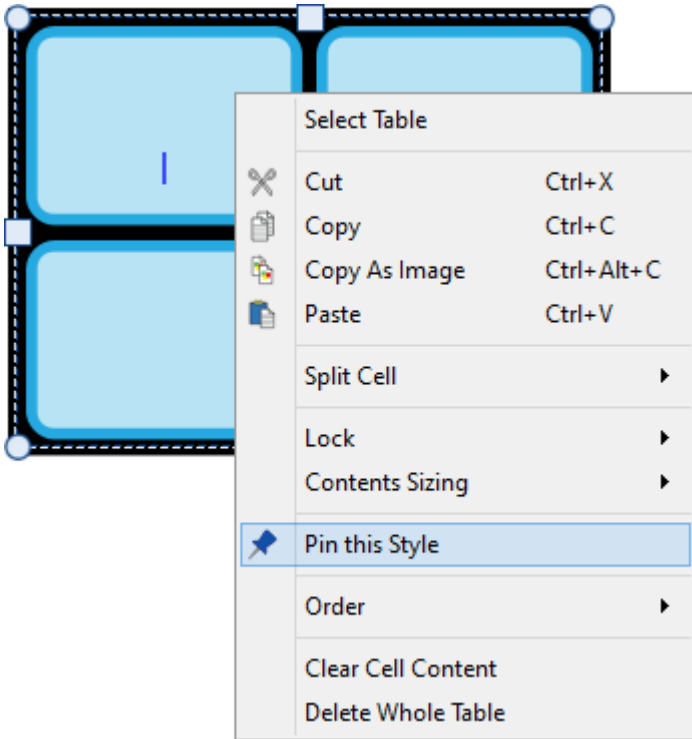 Select Table
Cut Ctrl+X
Copy Ctrl+C
Copy As Image Ctrl+Alt+C
Paste Ctrl+V
Split Cell
Lock
Contents Sizing
Pin this Style
Order
Clear Cell Content
Delete Whole Table